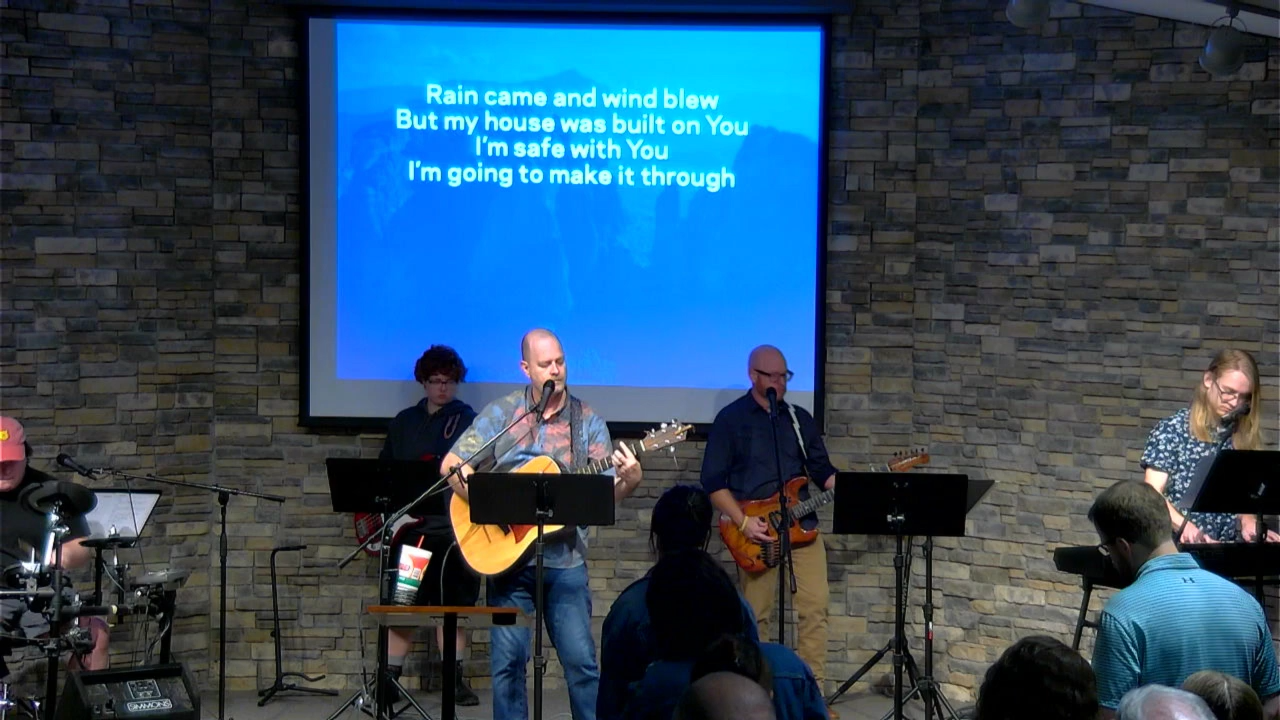 Rain came and wind blew
But my house was built on You
I'm safe with You
I'm going to make it through
SIMMONS